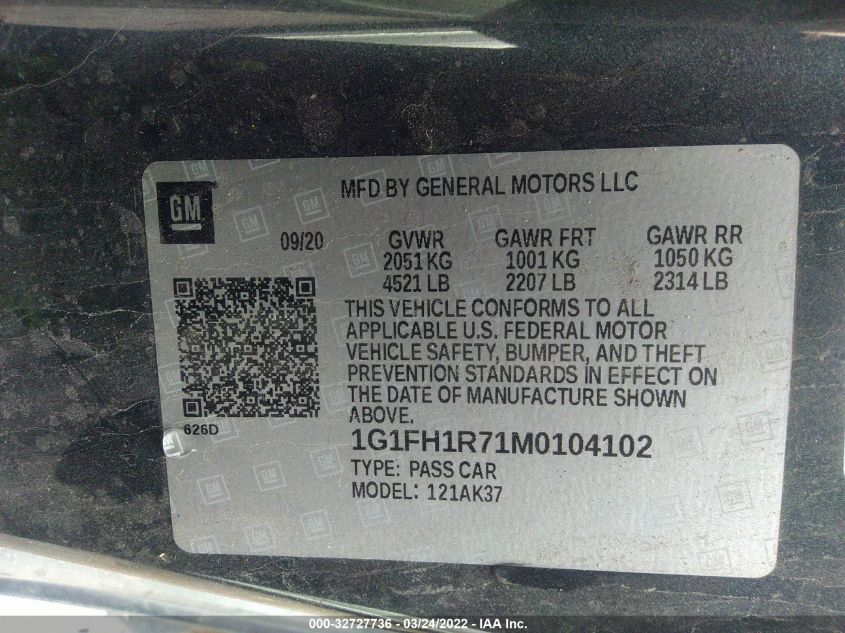 GM
MFD BY GENERAL MOTORS LLC
09/20
GVWR GAWR FRT GAWR RR
2051 KG 1001 KG 1050 KG
4521 LB 2207 LB 2314 LB
THIS VEHICLE CONFORMS TO ALL
APPLICABLE U.S. FEDERAL MOTOR
VEHICLE SAFETY, BUMPER, AND THEFT
PREVENTION STANDARDS IN EFFECT ON
THE DATE OF MANUFACTURE SHOWN
ABOVE.
626D
1G1FH1R71M0104102
TYPE: PASS CAR
MODEL: 121AK37
000-32727736 - 03/24/2022 - IAA Inc.